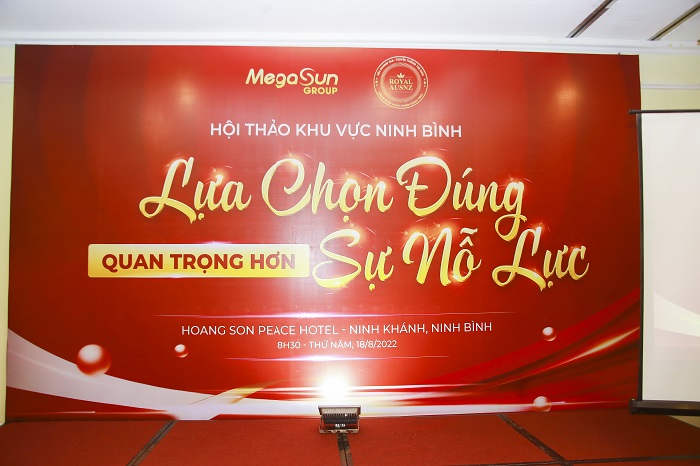 MegaSun
GROUP
ROYAL
AUSNZ
HỘI THẢO KHU VỰC NINH BÌNH
Lựa Chọn Đúng
QUAN TRỌNG HƠN
Sự Nỗ Lực
HOANG SON PEACE HOTEL - NINH KHÁNH, NINH BÌNH
8H30 - THỨ NĂM, 18/8/2022